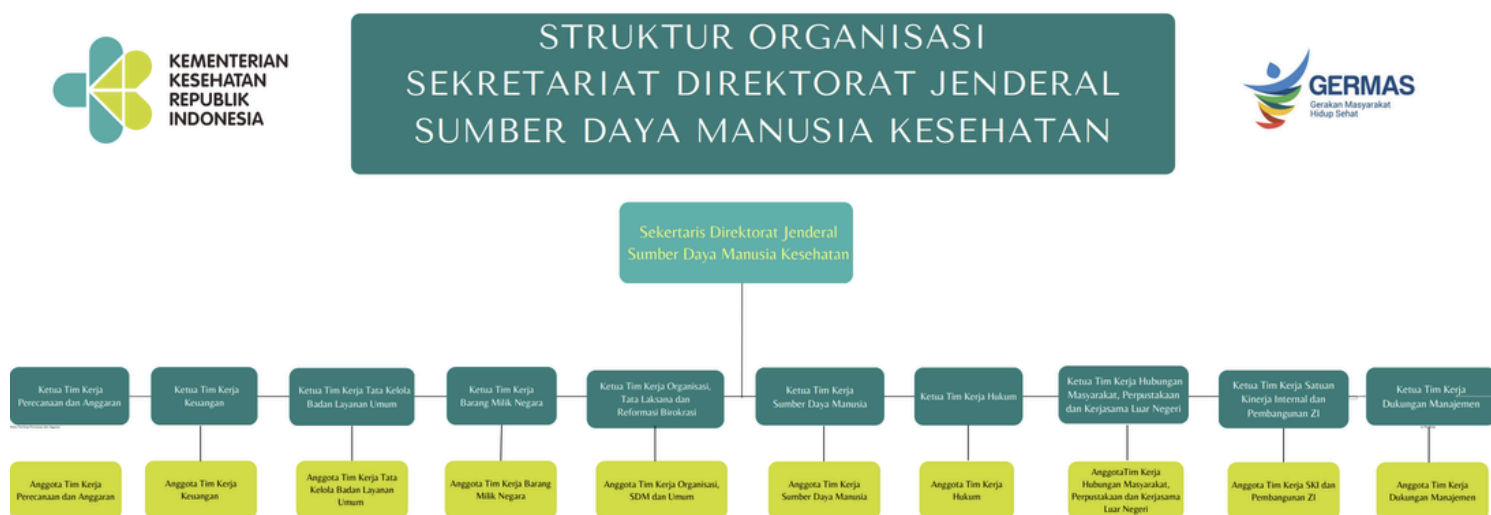 KEMENTERIAN
KESEHATAN
REPUBLIK
INDONESIA
STRUKTUR ORGANISASI
SEKRETARIAT DIREKTORAT JENDERAL
SUMBER DAYA MANUSIA KESEHATAN
GERMAS
Gerakan Masyarakat
Hidup Sehat
Sekertaris Direktorat Jenderal
Sumber Daya Manusia Kesehatan
Ketua Tim Kerja
Perecanaan dan Anggaran
Ketua Tim Kerja
Keuangan
Ketua Tim Kerja Tata Kelola
Badan Layanan Umum
Ketua Tim Kerja
Barang Milik Negara
Ketua Tim Kerja Organisasi,
Tata Laksana dan
Reformasi Birokrasi
Ketua Tim Kerja
Sumber Daya Manusia
Ketua Tim Kerja Hukum
Ketua Tim Kerja Hubungan
Masyarakat, Perpustakaan
dan Kerjasama Luar Negeri
Ketua Tim Kerja Satuan
Kinerja Internal dan
Pembangunan ZI
Ketua Tim Kerja
Dukungan Manajemen
Anggota Tim Kerja
Perecanaan dan Anggaran
Anggota Tim Kerja
Keuangan
Anggota Tim Kerja Tata
Kelola Badan Layanan
Umum
Anggota Tim Kerja Barang
Milik Negara
Anggota Tim Kerja Organisasi,
SDM dan Umum
Anggota Tim Kerja
Sumber Daya Manusia
Anggota Tim Kerja
Hukum
AnggotaTim Kerja
Hubungan Masyarakat,
Perpustakaan dan Kerjasama
Luar Negeri
Anggota Tim Kerja SKI dan
Pembangunan ZI
Anggota Tim Kerja
Dukungan Manajemen